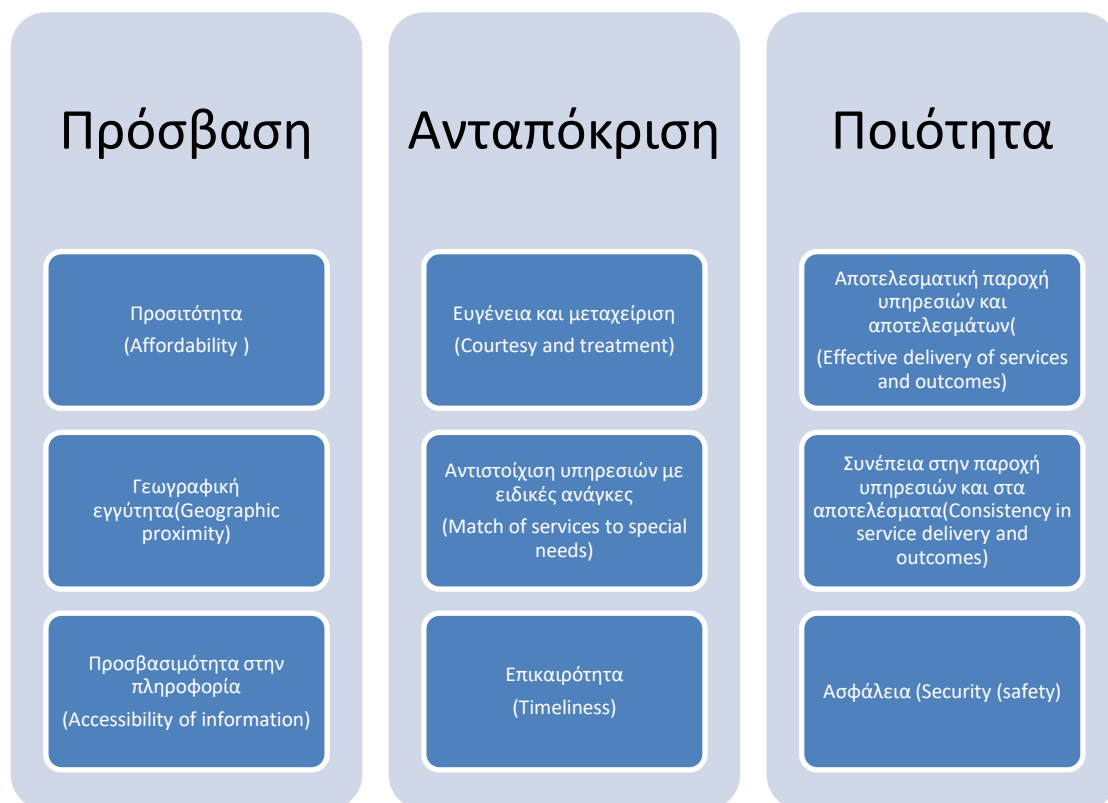 Πρόσβαση
Προσιτότητα
(Affordability )
Γεωγραφική
εγγύτητα(Geographic
proximity)
Προσβασιμότητα στην
πληροφορία
(Accessibility of information)
Ανταπόκριση
Ευγένεια και μεταχείριση
(Courtesy and treatment)
Αντιστοίχιση υπηρεσιών με
ειδικές ανάγκες
(Match of services to special
needs)
Επικαιρότητα
(Timeliness)
Ποιότητα
Αποτελεσματική παροχή
υπηρεσιών και
αποτελεσμάτων(
(Effective delivery of services
and outcomes)
Συνέπεια στην παροχή
υπηρεσιών και στα
αποτελέσματα(Consistency in
service delivery and
outcomes)
Ασφάλεια (Security (safety)